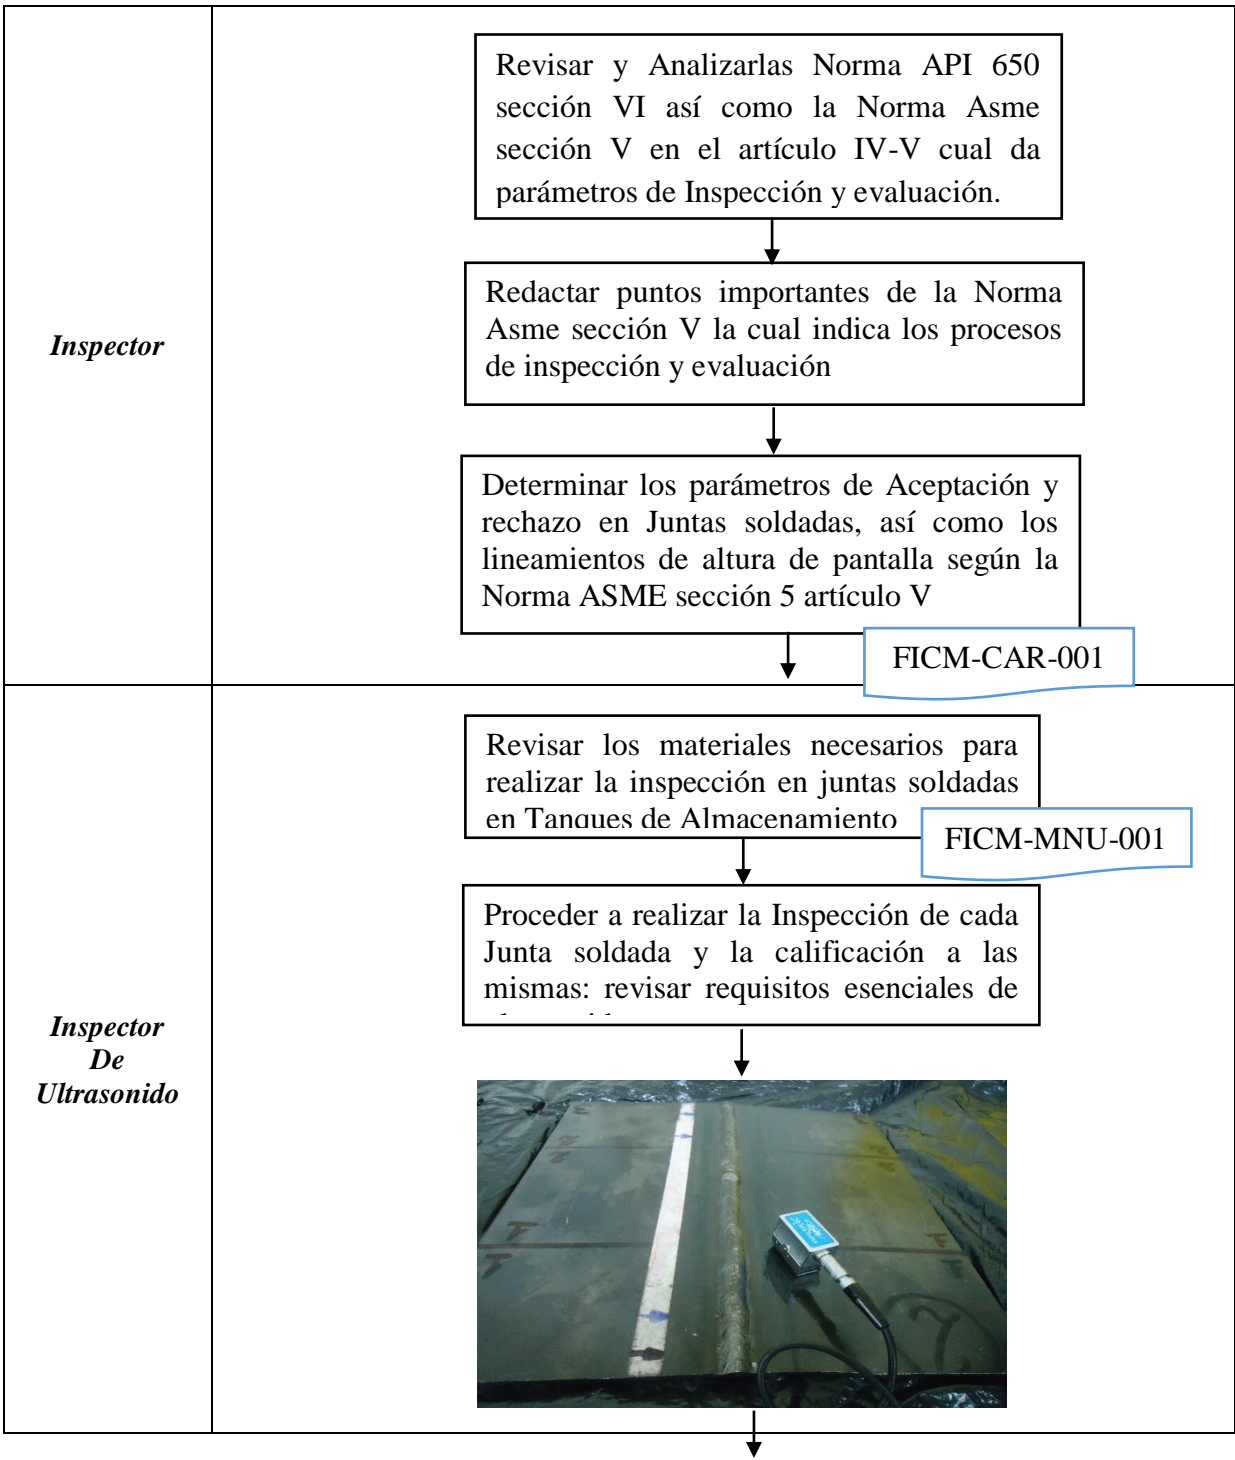 Revisar y Analizarlas Norma API 650
sección VI así como la Norma Asme
sección V en el artículo IV-V cual da
parámetros de Inspección y evaluación.
Redactar puntos importantes de la Norma
Asme sección V la cual indica los procesos
de inspección y evaluación
Inspector
Determinar los parámetros de Aceptación y
rechazo en Juntas soldadas, así como los
lineamientos de altura de pantalla según la
Norma ASME sección 5 artículo V
FICM-CAR-001
Revisar los materiales necesarios para
realizar la inspección en juntas soldadas
en Tanques de Almacenamiento
FICM-MNU-001
Proceder a realizar la Inspección de cada
Junta soldada y la calificación a las
mismas: revisar requisitos esenciales de
Inspector
De
Ultrasonido